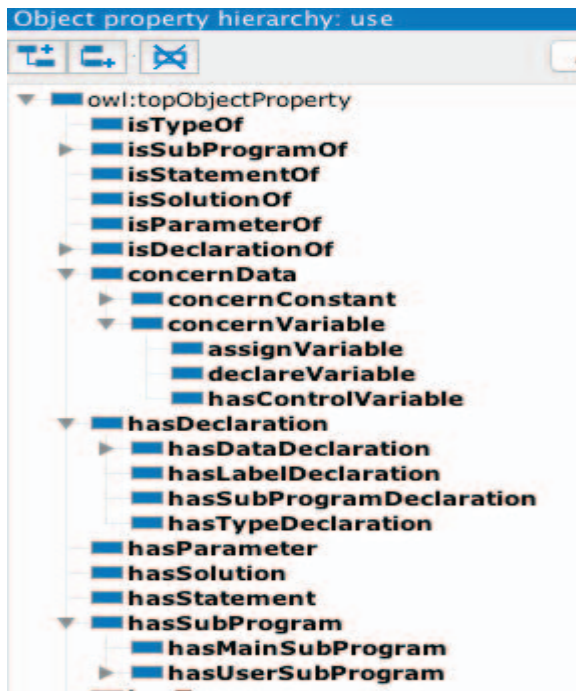 Object property hierarchy: use
owl:topObjectProperty
isTypeOf
isSubProgramOf
isStatementOf
isSolutionOf
isParameterOf
isDeclarationOf
concernData
concernConstant
concernVariable
assignVariable
declareVariable
hasControlVariable
hasDeclaration
hasDataDeclaration
hasLabelDeclaration
hasSubProgramDeclaration
hasTypeDeclaration
hasParameter
hasSolution
hasStatement
hasSubProgram
hasMainSubProgram
hasUserSubProgram